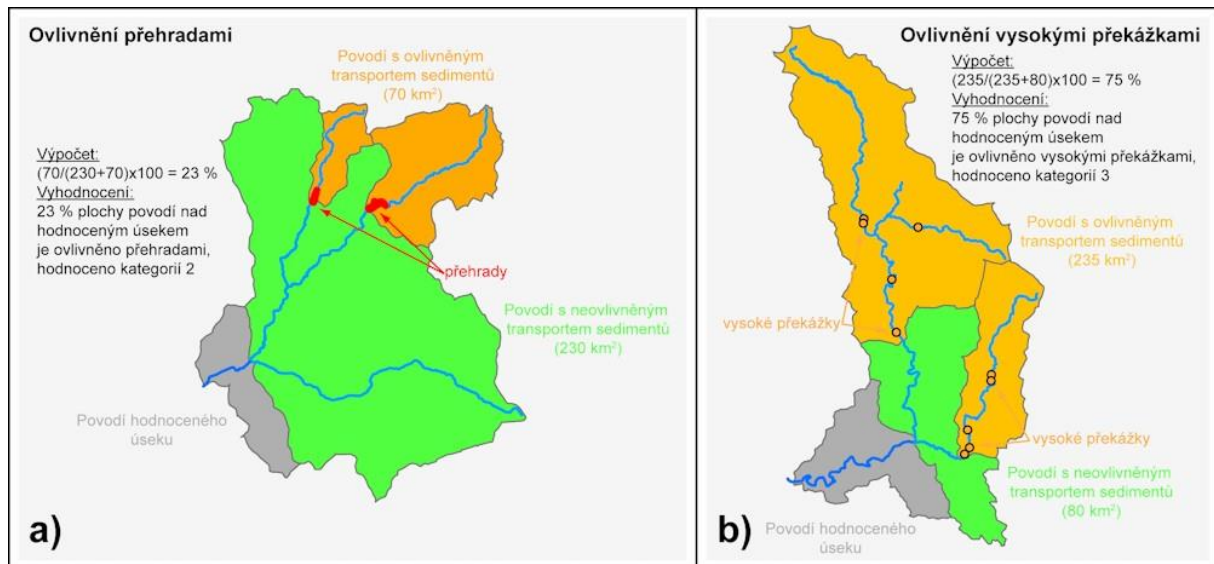 Ovlivnění přehradami
Povodí s ovlivněným
transportem sedimentů
(70 km²)
Výpočet:
(70/(230+70)x100 = 23 %
Vyhodnocení:
23 % plochy povodí nad
hodnoceným úsekem
je ovlivněno přehradami,
hodnoceno kategorií 2
přehrady
Povodí s neovlivněným
transportem sedimentů
(230 km²)
Povodí hodnoceného
úseku
a)
Ovlivnění vysokými překážkami
Výpočet:
(235/(235+80)x100 = 75 %
Vyhodnocení:
75 % plochy povodí nad
hodnoceným úsekem
je ovlivněno vysokými překážkami,
hodnoceno kategorií 3
Povodí s ovlivněným
transportem sedimentů
(235 km²)
vysoké překážky
vysoké překážky
Povodí s neovlivněným
transportem sedimentů
(80 km²)
Povodí hodnoceného
úseku
b)